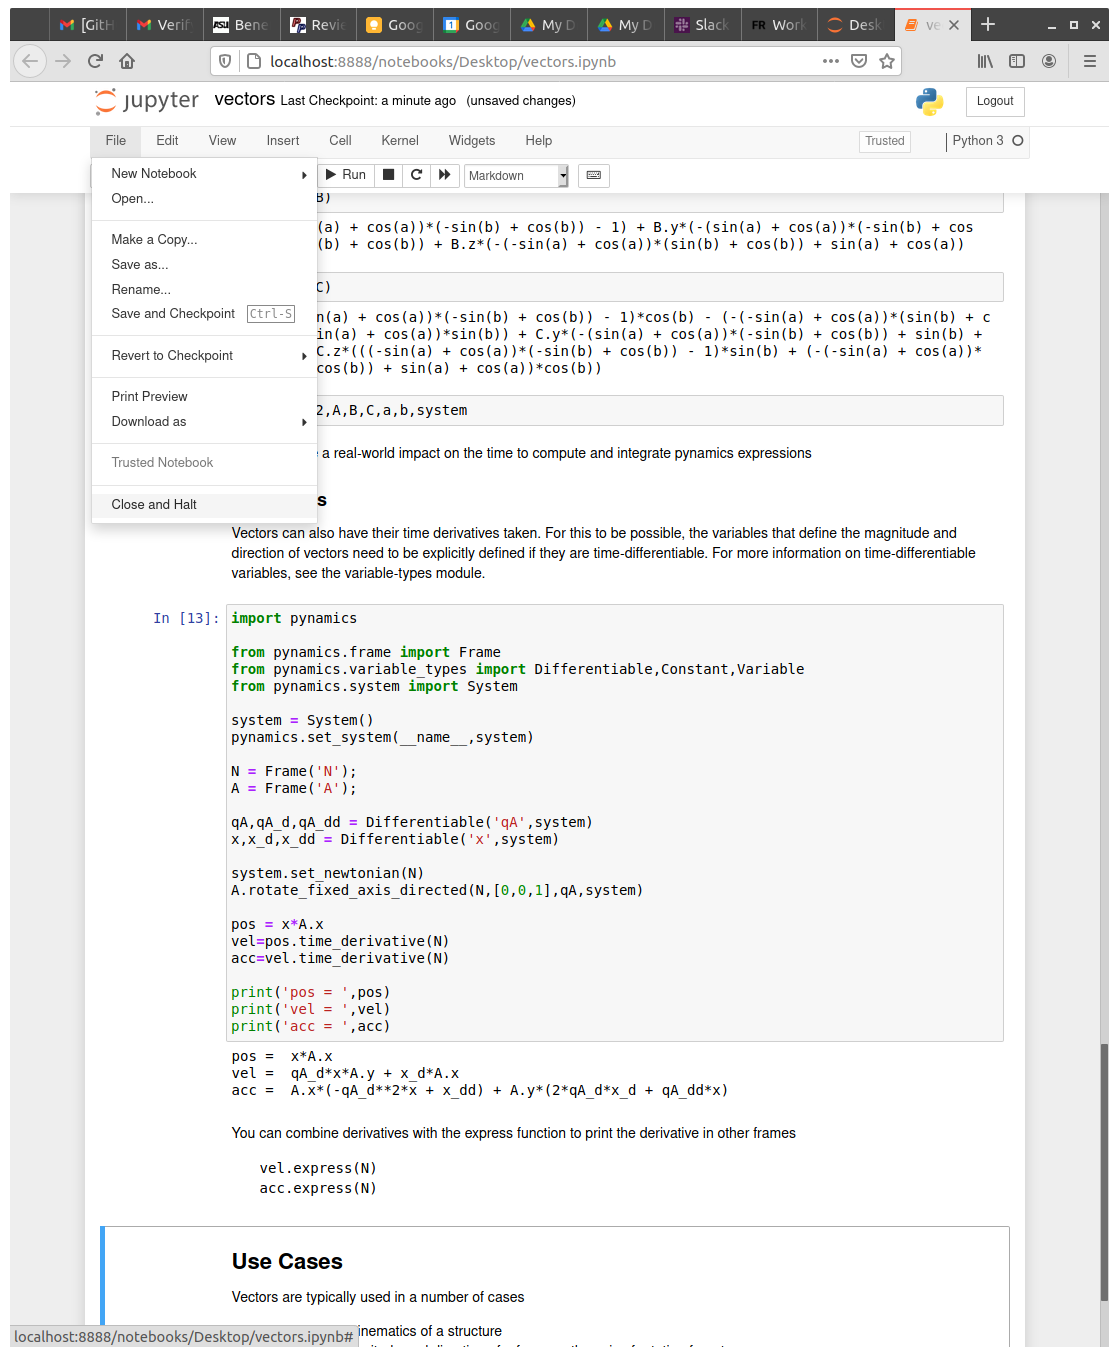 [GitH
Verif
ASU Bene
Revie
Goog
1 Goog
My D
My D
Slack
FR Work
Desk
ve
localhost:8888/notebooks/Desktop/vectors.ipynb
jupyter vectors Last Checkpoint: a minute ago (unsaved changes)
Logout
File Edit View Insert Cell Kernel Widgets Help
Trusted
Python 3
Run
Markdown
New Notebook
Open...
Make a Copy...
Save as...
Rename...
Save and Checkpoint Ctrl-S
Revert to Checkpoint
Print Preview
Download as
Trusted Notebook
Close and Halt
B)
(a) + cos(a))*(-sin(b) + cos(b)) - 1) + B.y*(-(sin(a) + cos(a))*(-sin(b) + cos
(b) + cos(b)) + B.z*(-(-sin(a) + cos(a))*(sin(b) + cos(b)) + sin(a) + cos(a))
C)
n(a) + cos(a))*(-sin(b) + cos(b)) - 1)*cos(b) - (-(-sin(a) + cos(a))*(sin(b) + c
in(a) + cos(a))*sin(b)) + C.y*(-(sin(a) + cos(a))*(-sin(b) + cos(b)) + sin(b) +
C.z*(((-sin(a) + cos(a))*(-sin(b) + cos(b)) - 1)*sin(b) + (-(-sin(a) + cos(a))*
cos(b)) + sin(a) + cos(a))*cos(b))
2,A,B,C,a,b,system
a real-world impact on the time to compute and integrate pynamics expressions
s
Vectors can also have their time derivatives taken. For this to be possible, the variables that define the magnitude and
direction of vectors need to be explicitly defined if they are time-differentiable. For more information on time-differentiable
variables, see the variable-types module.
In [13]:
import pynamics
from pynamics.frame import Frame
from pynamics.variable_types import Differentiable,Constant,Variable
from pynamics.system import System
system = System()
pynamics.set_system(__name__,system)
N = Frame('N');
A = Frame('A');
qA,qA_d,qA_dd = Differentiable('qA',system)
x,x_d,x_dd = Differentiable('x',system)
system.set_newtonian(N)
A.rotate_fixed_axis_directed(N,[0,0,1],qA,system)
pos = x*A.x
vel=pos.time_derivative(N)
acc=vel.time_derivative(N)
print('pos = ',pos)
print('vel = ',vel)
print('acc = ',acc)
pos =  x*A.x
vel =  qA_d*x*A.y + x_d*A.x
acc =  A.x*(-qA_d**2*x + x_dd) + A.y*(2*qA_d*x_d + qA_dd*x)
You can combine derivatives with the express function to print the derivative in other frames
vel.express(N)
acc.express(N)
Use Cases
Vectors are typically used in a number of cases
inematics of a structure
localhost:8888/notebooks/Desktop/vectors.ipynb#